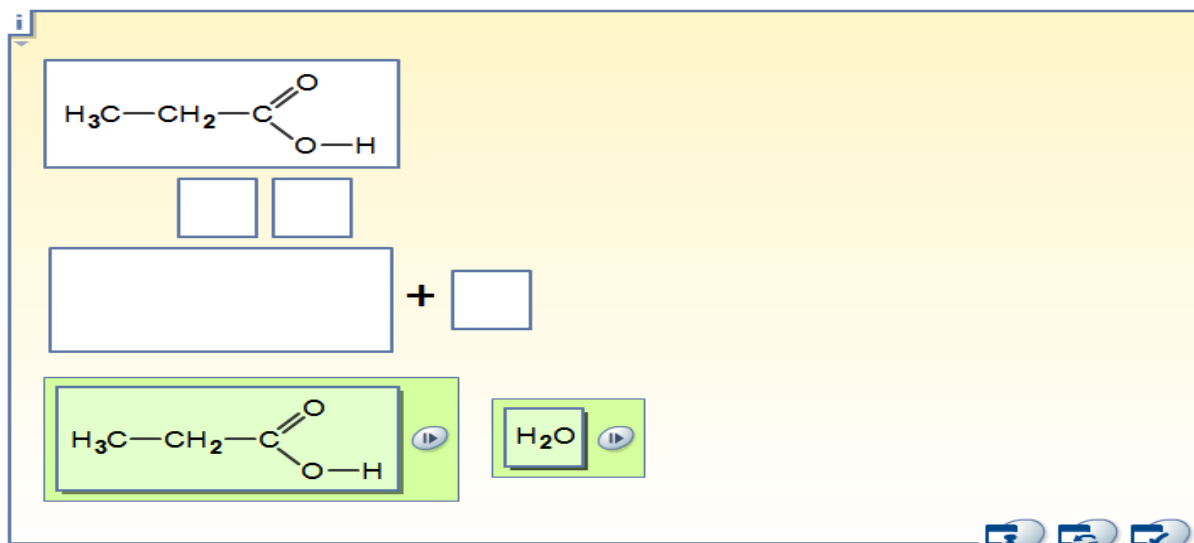 i
O
H₃C—CH₂—C
O—H
+
O
H₃C—CH₂—C
O—H
H₂O